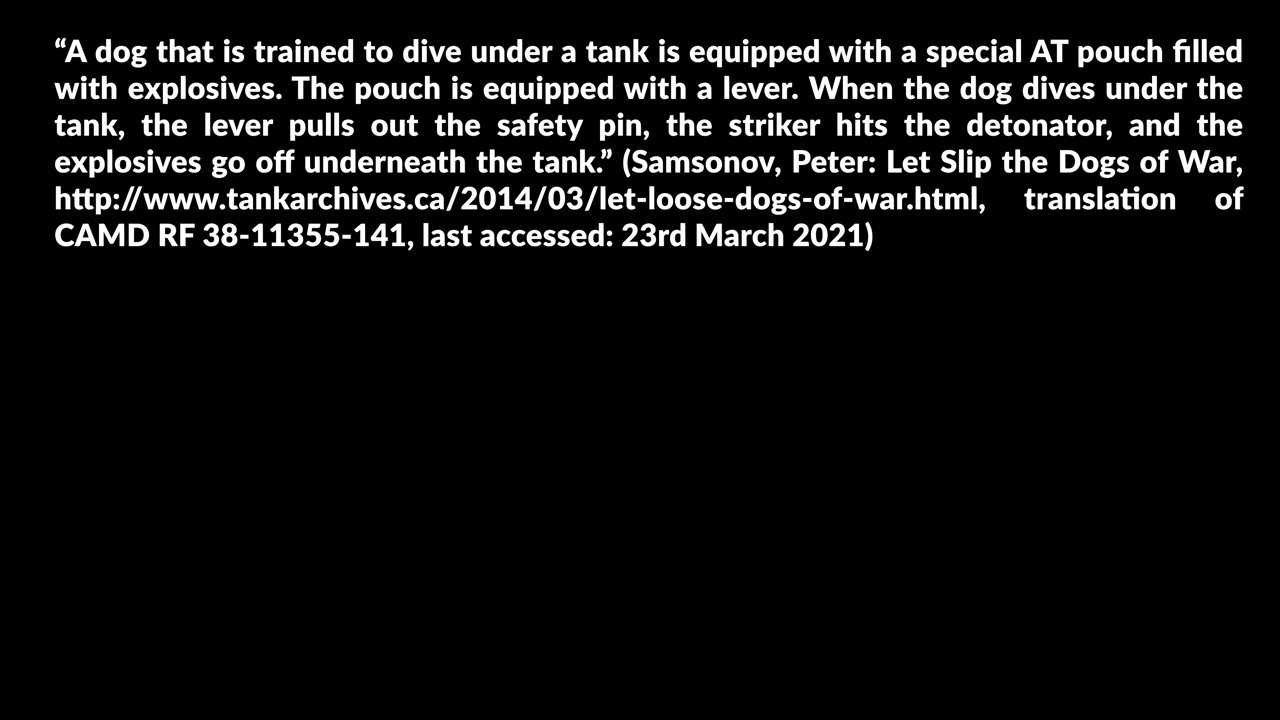 “A dog that is trained to dive under a tank is equipped with a special AT pouch filled
with explosives. The pouch is equipped with a lever. When the dog dives under the
tank, the lever pulls out the safety pin, the striker hits the detonator, and the
explosives go off underneath the tank.” (Samsonov, Peter: Let Slip the Dogs of War,
http://www.tankarchives.ca/2014/03/let-loose-dogs-of-war.html, translation of
CAMD RF 38-11355-141, last accessed: 23rd March 2021)